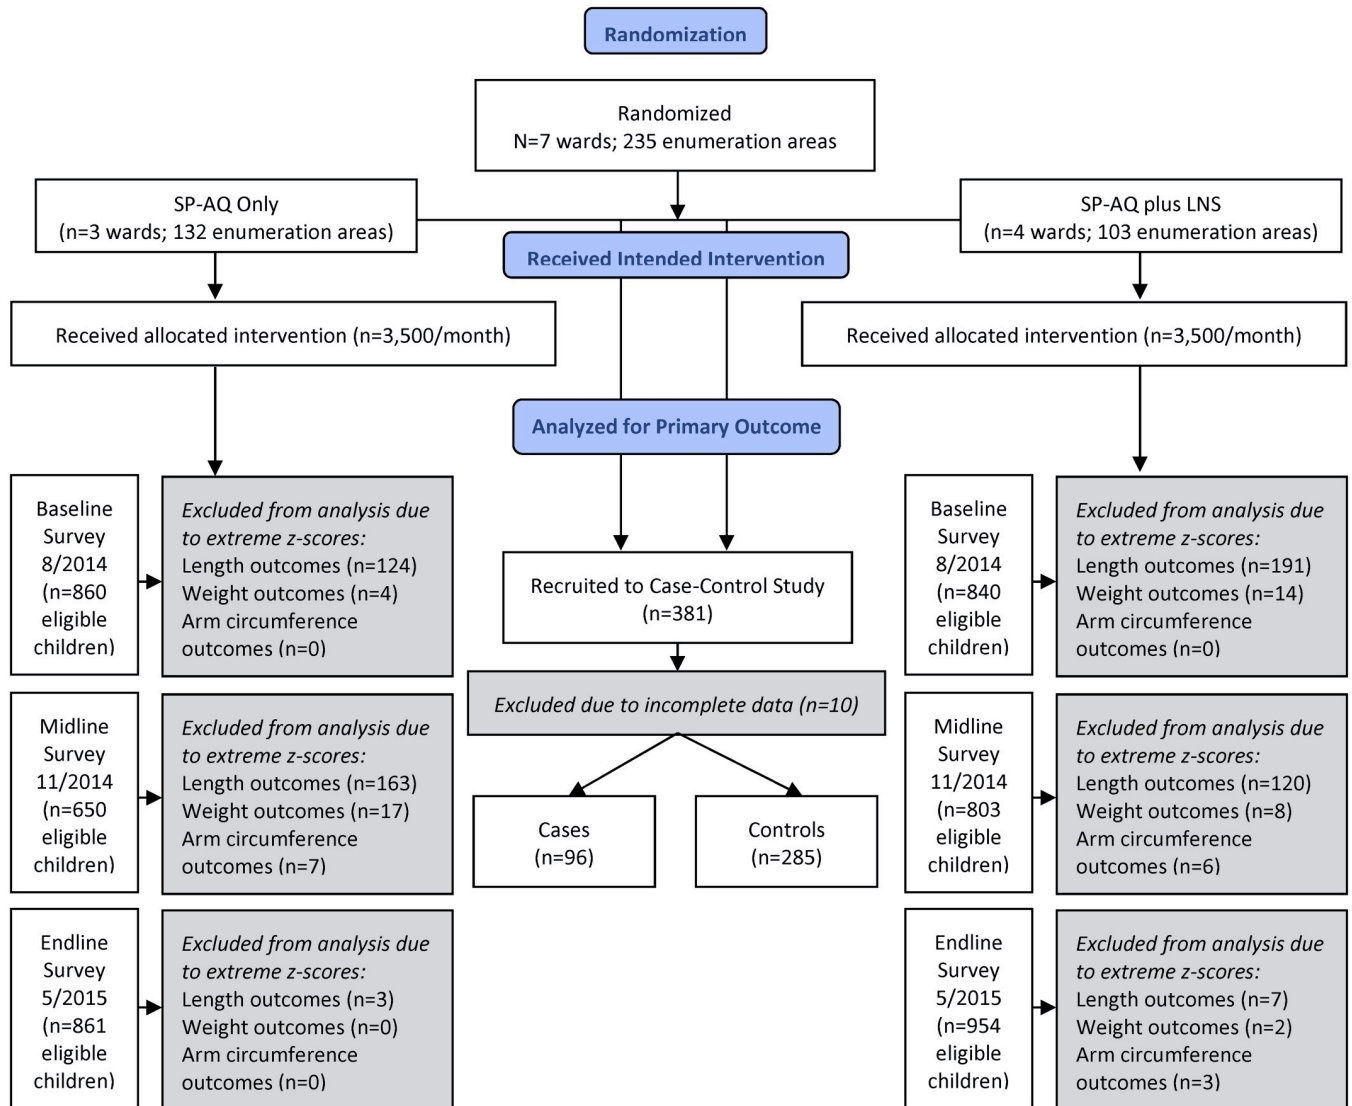 Randomization
Randomized
N=7 wards; 235 enumeration areas
SP-AQ Only
(n=3 wards; 132 enumeration areas)
SP-AQ plus LNS
(n=4 wards; 103 enumeration areas)
Received Intended Intervention
Received allocated intervention (n=3,500/month)
Received allocated intervention (n=3,500/month)
Analyzed for Primary Outcome
Baseline
Survey
8/2014
(n=860
eligible
children)
Excluded from analysis due
to extreme z-scores:
Length outcomes (n=124)
Weight outcomes (n=4)
Arm circumference
outcomes (n=0)
Midline
Survey
11/2014
(n=650
eligible
children)
Excluded from analysis due
to extreme z-scores:
Length outcomes (n=163)
Weight outcomes (n=17)
Arm circumference
outcomes (n=7)
Endline
Survey
5/2015
(n=861
eligible
children)
Excluded from analysis due
to extreme z-scores:
Length outcomes (n=3)
Weight outcomes (n=0)
Arm circumference
outcomes (n=0)
Recruited to Case-Control Study
(n=381)
Excluded due to incomplete data (n=10)
Cases
(n=96)
Controls
(n=285)
Baseline
Survey
8/2014
(n=840
eligible
children)
Excluded from analysis due
to extreme z-scores:
Length outcomes (n=191)
Weight outcomes (n=14)
Arm circumference
outcomes (n=0)
Midline
Survey
11/2014
(n=803
eligible
children)
Excluded from analysis due
to extreme z-scores:
Length outcomes (n=120)
Weight outcomes (n=8)
Arm circumference
outcomes (n=6)
Endline
Survey
5/2015
(n=954
eligible
children)
Excluded from analysis due
to extreme z-scores:
Length outcomes (n=7)
Weight outcomes (n=2)
Arm circumference
outcomes (n=3)